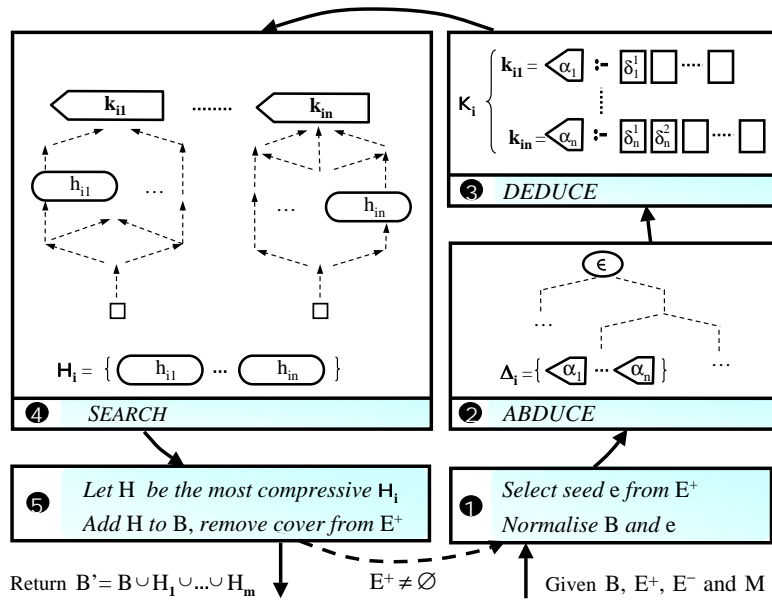 k_i1 ........ k_in
h_i1 ...
... h_in
H_i = { h_i1 ... h_in }
4 SEARCH
K_i { k_i1 = α_1 :- δ_1^1 .....
k_in = α_n :- δ_n^1 δ_n^2 .....
3 DEDUCE
ϵ
...
...
Δ_i = { α_1 ... α_n }
2 ABDUCE
5 Let H be the most compressive H_i
Add H to B, remove cover from E⁺
1 Select seed e from E⁺
Normalise B and e
Return B’= B ∪ H_1 ∪ ... ∪ H_m
E⁺ ≠ ∅
Given B, E⁺, E⁻ and M